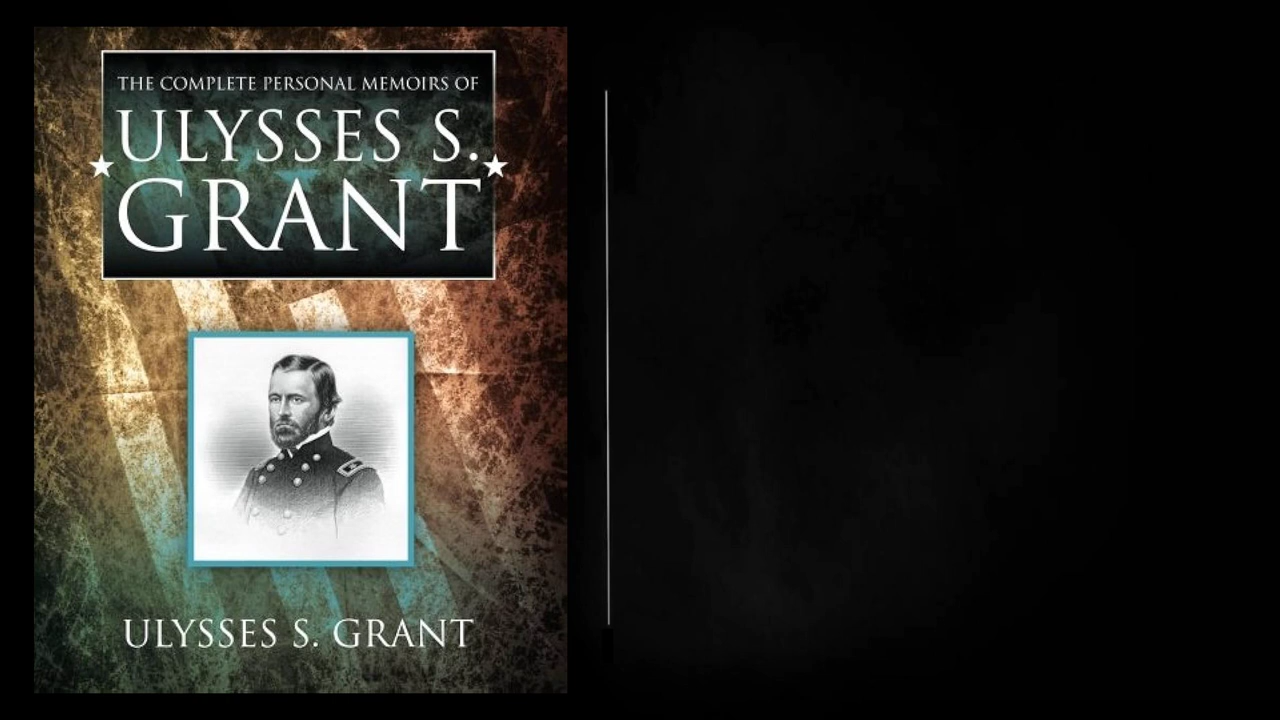 THE COMPLETE PERSONAL MEMOIRS OF
ULYSSES S.
GRANT
ULYSSES S. GRANT